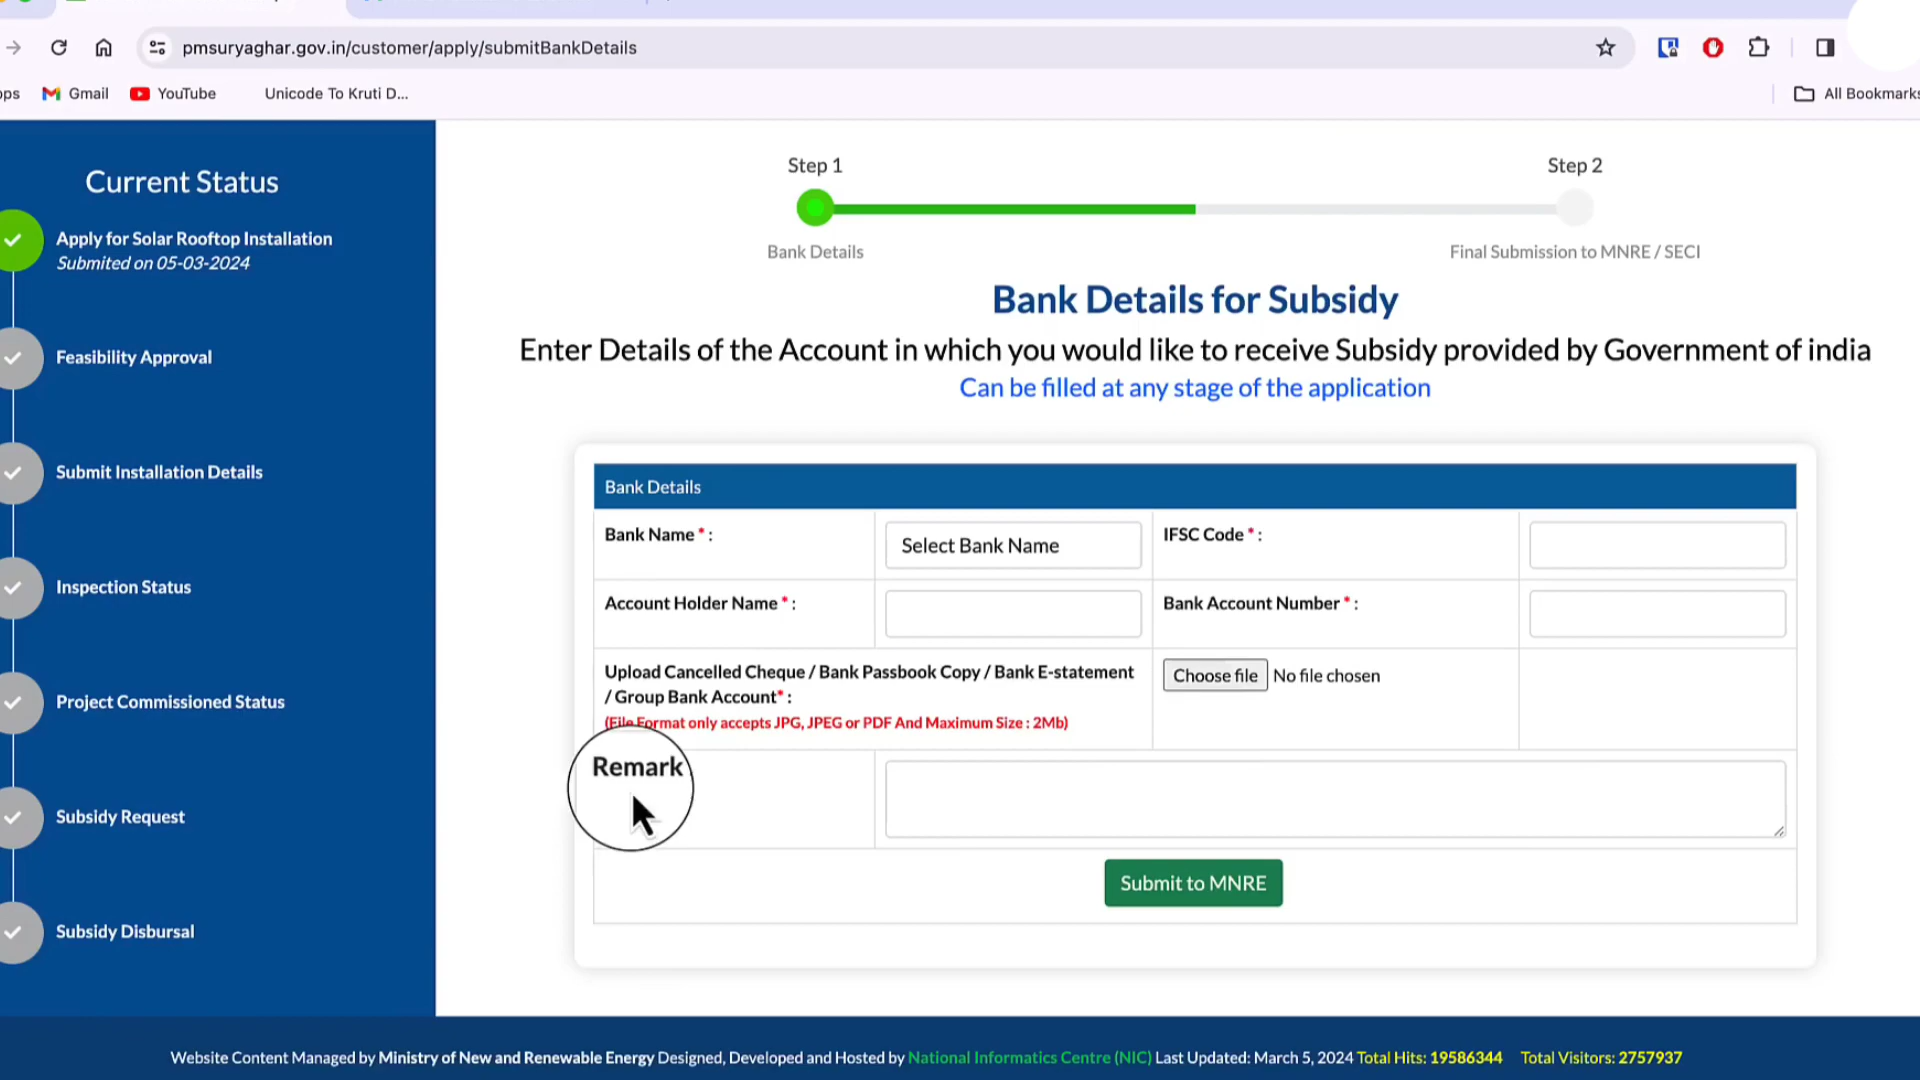 pmsuryaghar.gov.in/customer/apply/submitBankDetails
Gmail
YouTube
Unicode To Kruti D...
All Bookmarks
Current Status
Apply for Solar Rooftop Installation
Submited on 05-03-2024
Feasibility Approval
Submit Installation Details
Inspection Status
Project Commissioned Status
Subsidy Request
Subsidy Disbursal
Step 1
Step 2
Bank Details
Final Submission to MNRE / SECI
Bank Details for Subsidy
Enter Details of the Account in which you would like to receive Subsidy provided by Government of india
Can be filled at any stage of the application
Bank Details
Bank Name * :
Select Bank Name
IFSC Code * :
Account Holder Name * :
Bank Account Number * :
Upload Cancelled Cheque / Bank Passbook Copy / Bank E-statement
/ Group Bank Account* :
Choose file No file chosen
(File Format only accepts JPG, JPEG or PDF And Maximum Size : 2Mb)
Remark
Submit to MNRE
Website Content Managed by Ministry of New and Renewable Energy Designed, Developed and Hosted by National Informatics Centre (NIC) Last Updated: March 5, 2024 Total Hits: 19586344 Total Visitors: 2757937